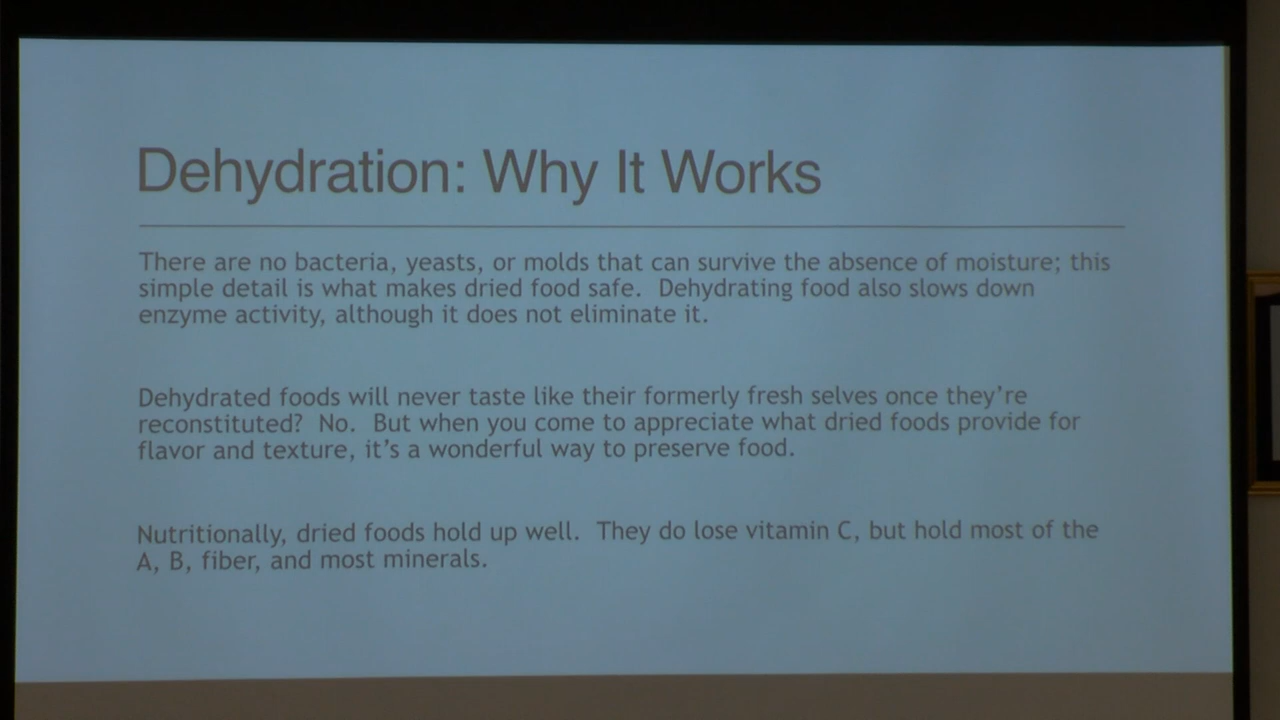 Dehydration: Why It Works
There are no bacteria, yeasts, or molds that can survive the absence of moisture; this
simple detail is what makes dried food safe.  Dehydrating food also slows down
enzyme activity, although it does not eliminate it.
Dehydrated foods will never taste like their formerly fresh selves once they're
reconstituted?  No.  But when you come to appreciate what dried foods provide for
flavor and texture, it's a wonderful way to preserve food.
Nutritionally, dried foods hold up well.  They do lose vitamin C, but hold most of the
A, B, fiber, and most minerals.